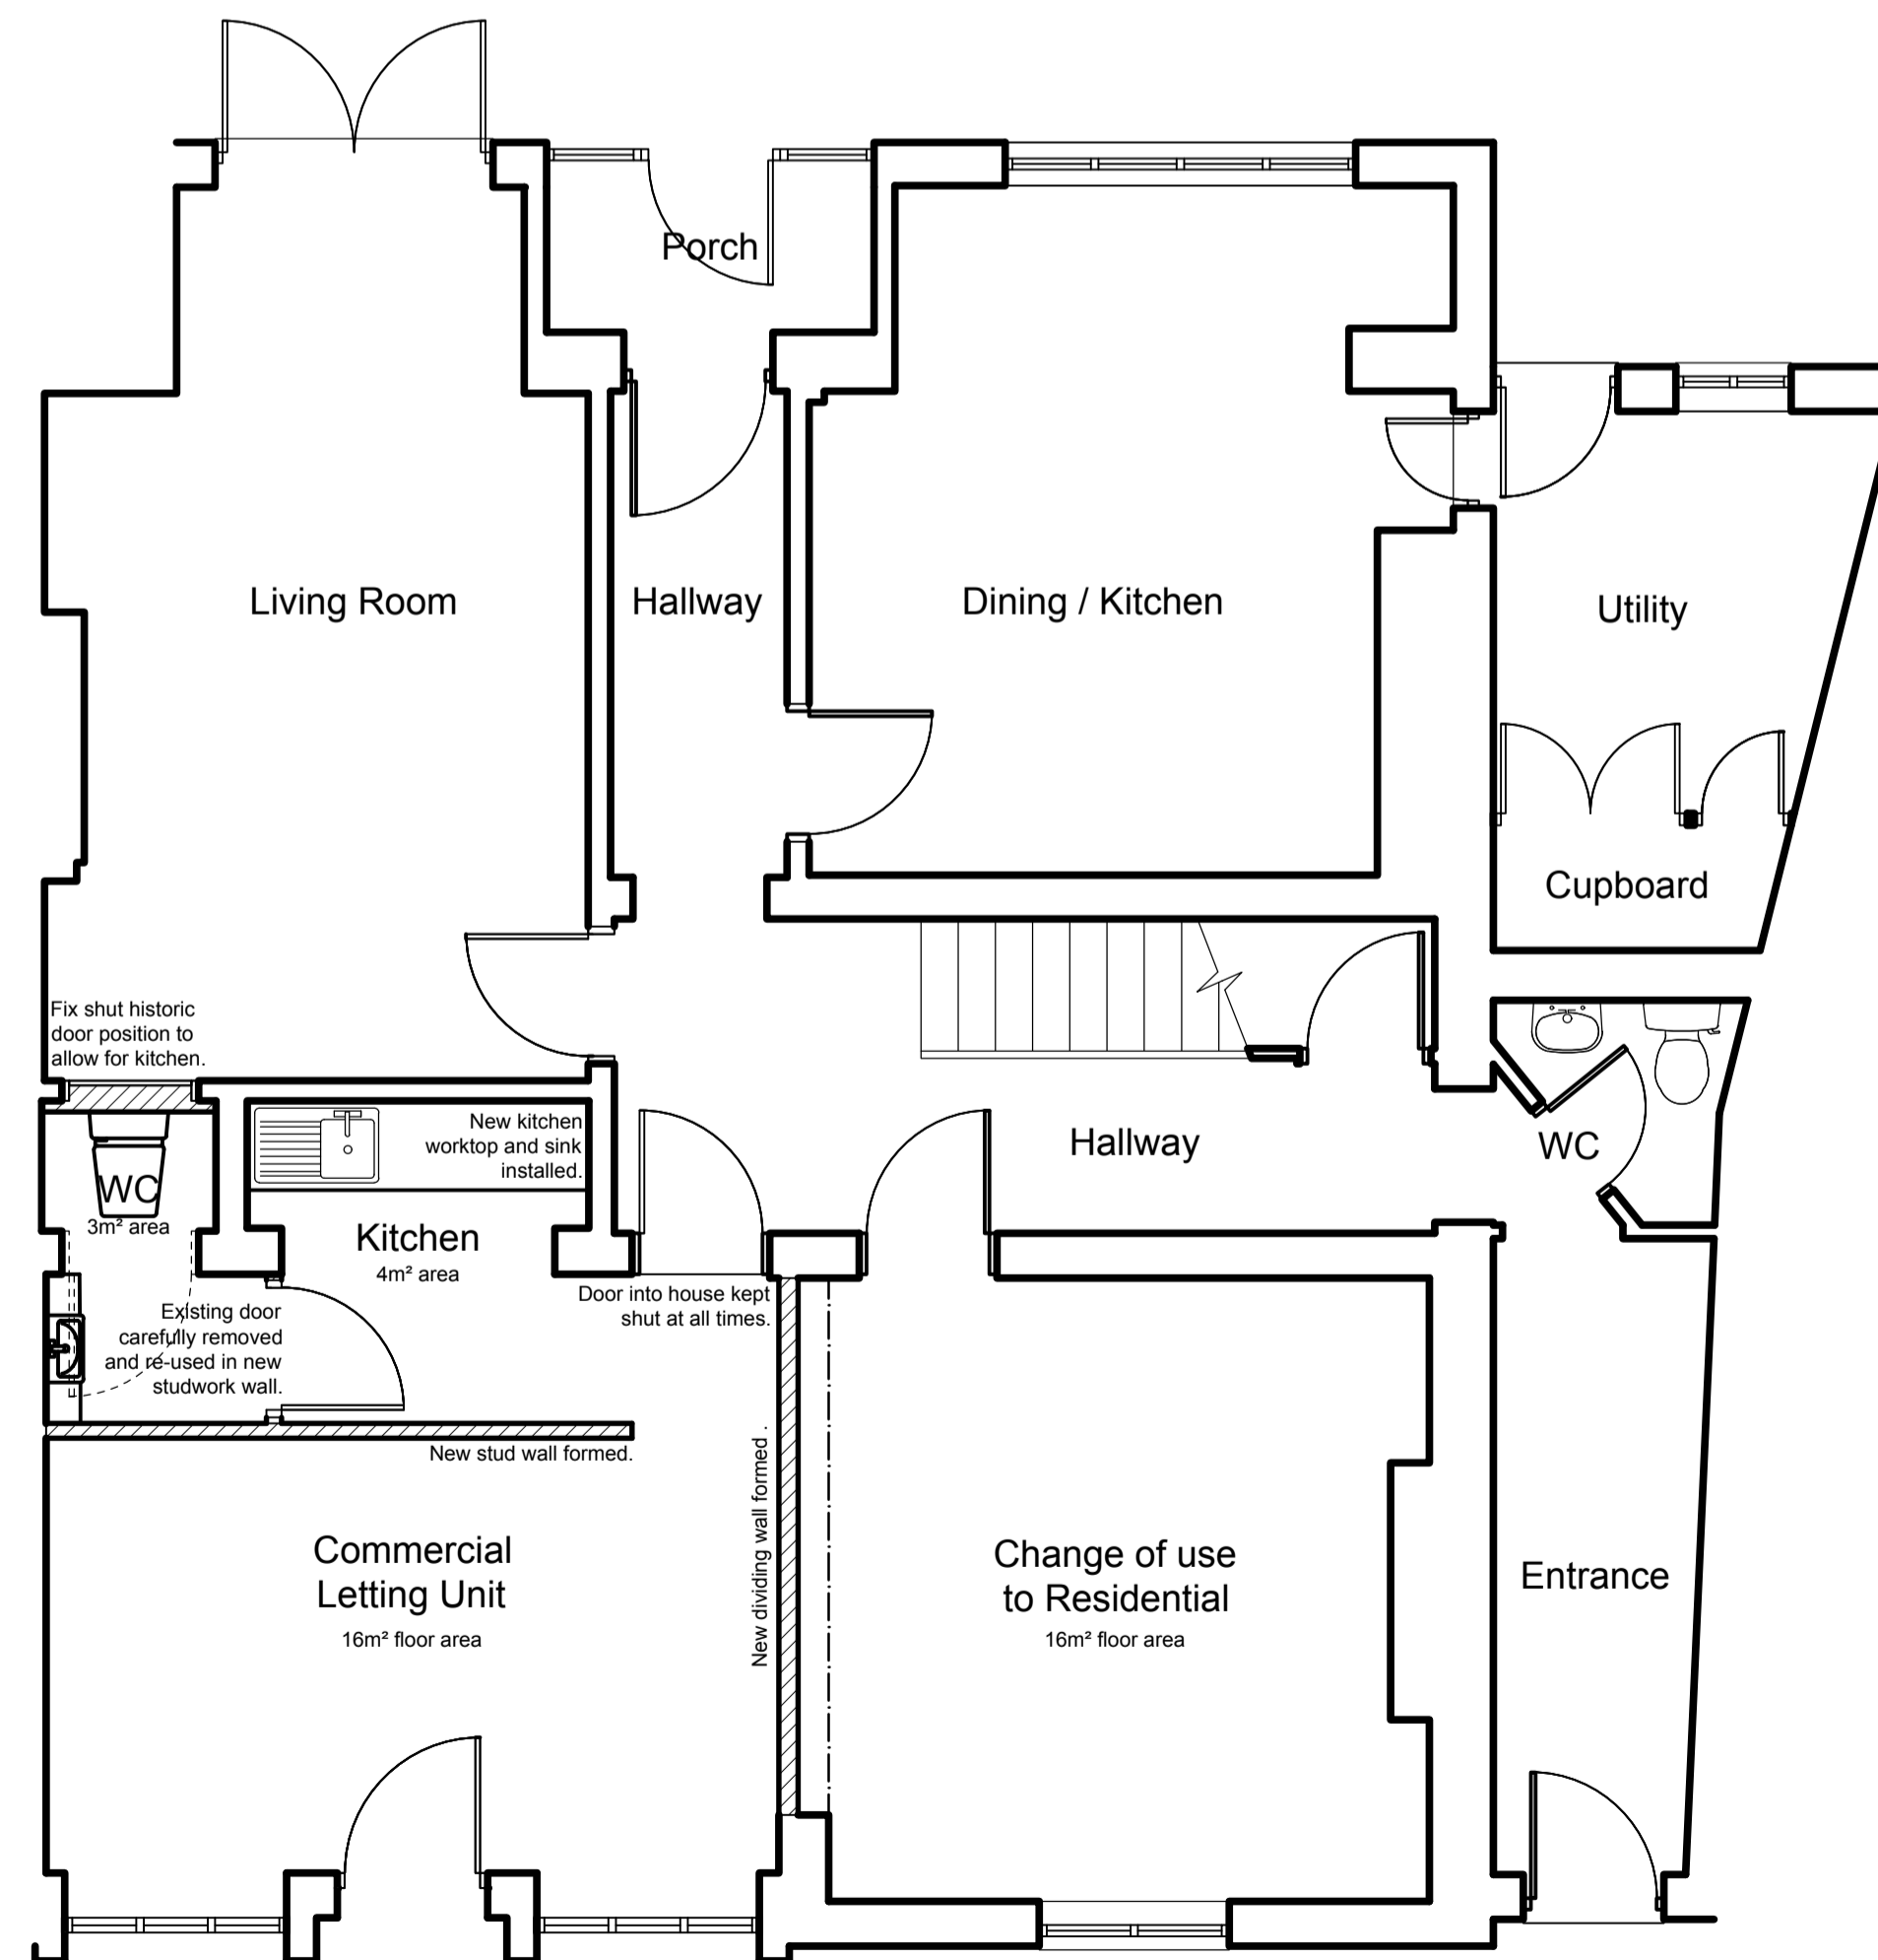 Porch
Living Room
Hallway
Dining / Kitchen
Utility
Cupboard
Fix shut historic
door position to
allow for kitchen.
New kitchen
worktop and sink
installed.
WC
3m² area
Kitchen
4m² area
Hallway
WC
Door into house kept
shut at all times.
Existing door
carefully removed
and re-used in new
studwork wall.
New stud wall formed.
New dividing wall formed .
Commercial
Letting Unit
16m² floor area
Change of use
to Residential
16m² floor area
Entrance